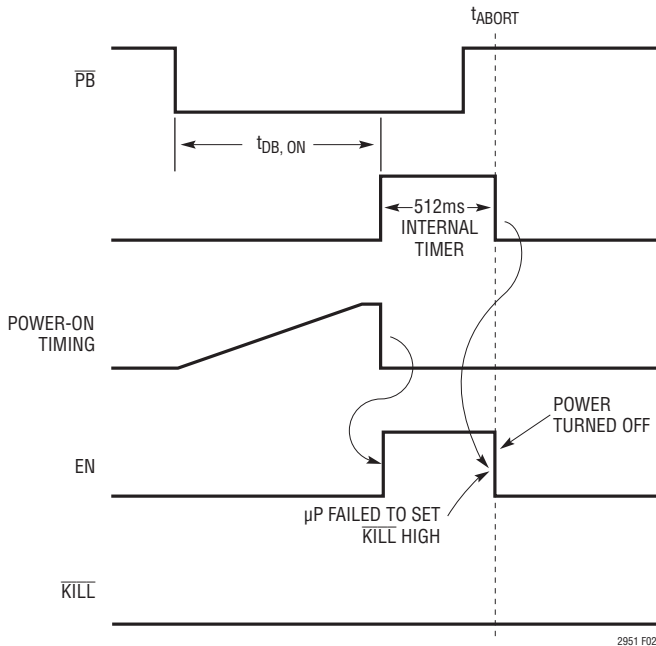 tABORT
PB
tDB, ON
512ms
INTERNAL
TIMER
POWER-ON
TIMING
POWER
TURNED OFF
EN
µP FAILED TO SET
KILL HIGH
KILL
2951 F02